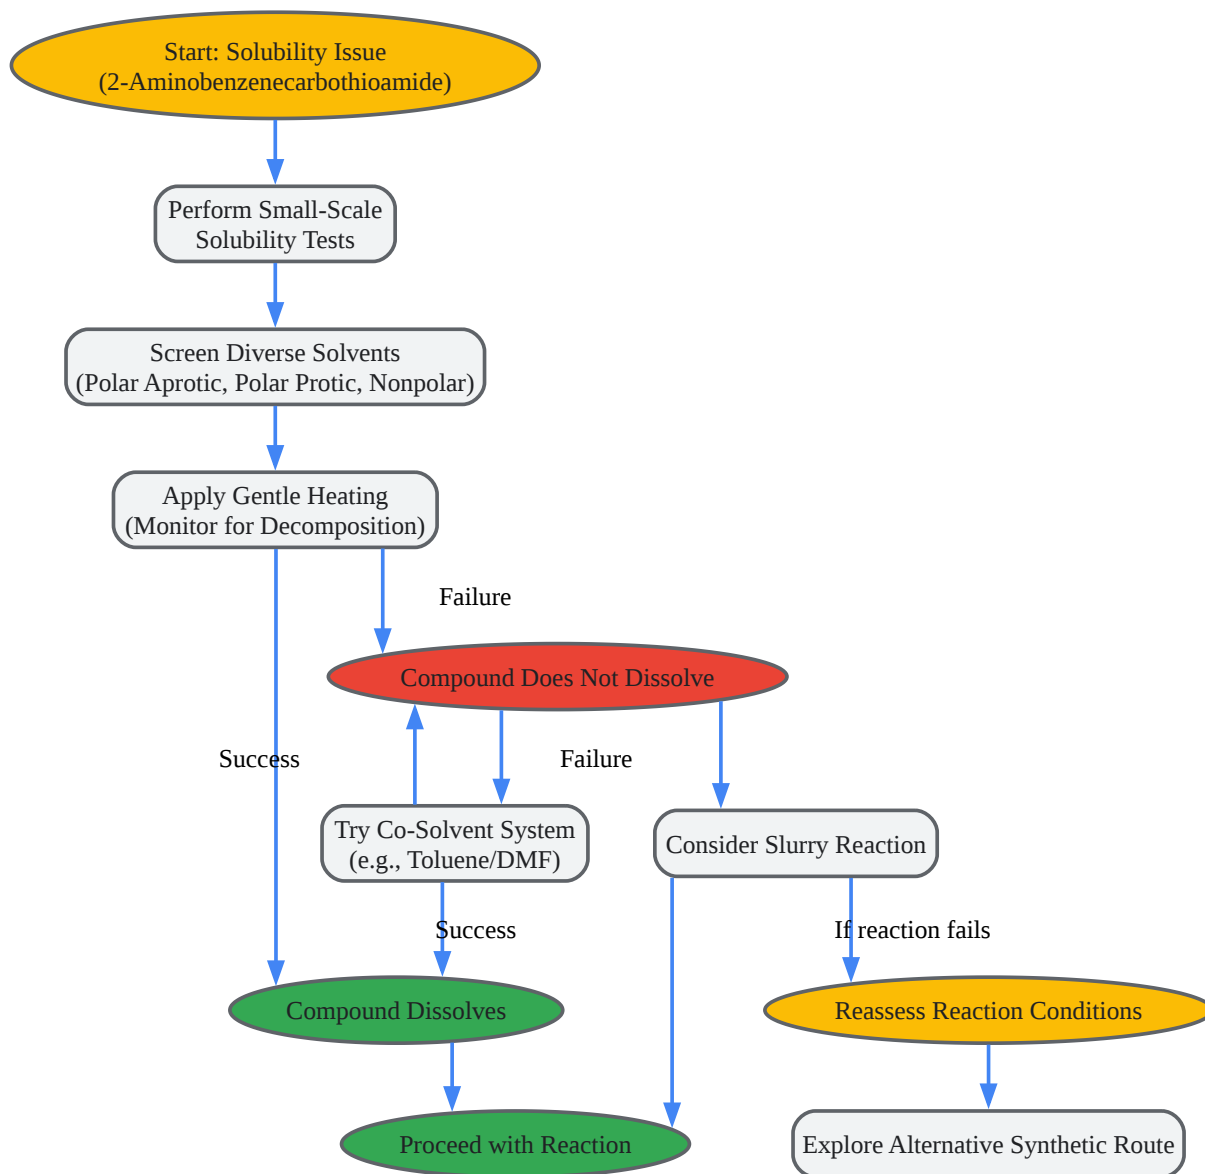 Start: Solubility Issue
(2-Aminobenzenecarbothioamide)
Perform Small-Scale
Solubility Tests
Screen Diverse Solvents
(Polar Aprotic, Polar Protic, Nonpolar)
Apply Gentle Heating
(Monitor for Decomposition)
Failure
Compound Does Not Dissolve
Success
Failure
Try Co-Solvent System
(e.g., Toluene/DMF)
Consider Slurry Reaction
Success
If reaction fails
Compound Dissolves
Reassess Reaction Conditions
Proceed with Reaction
Explore Alternative Synthetic Route